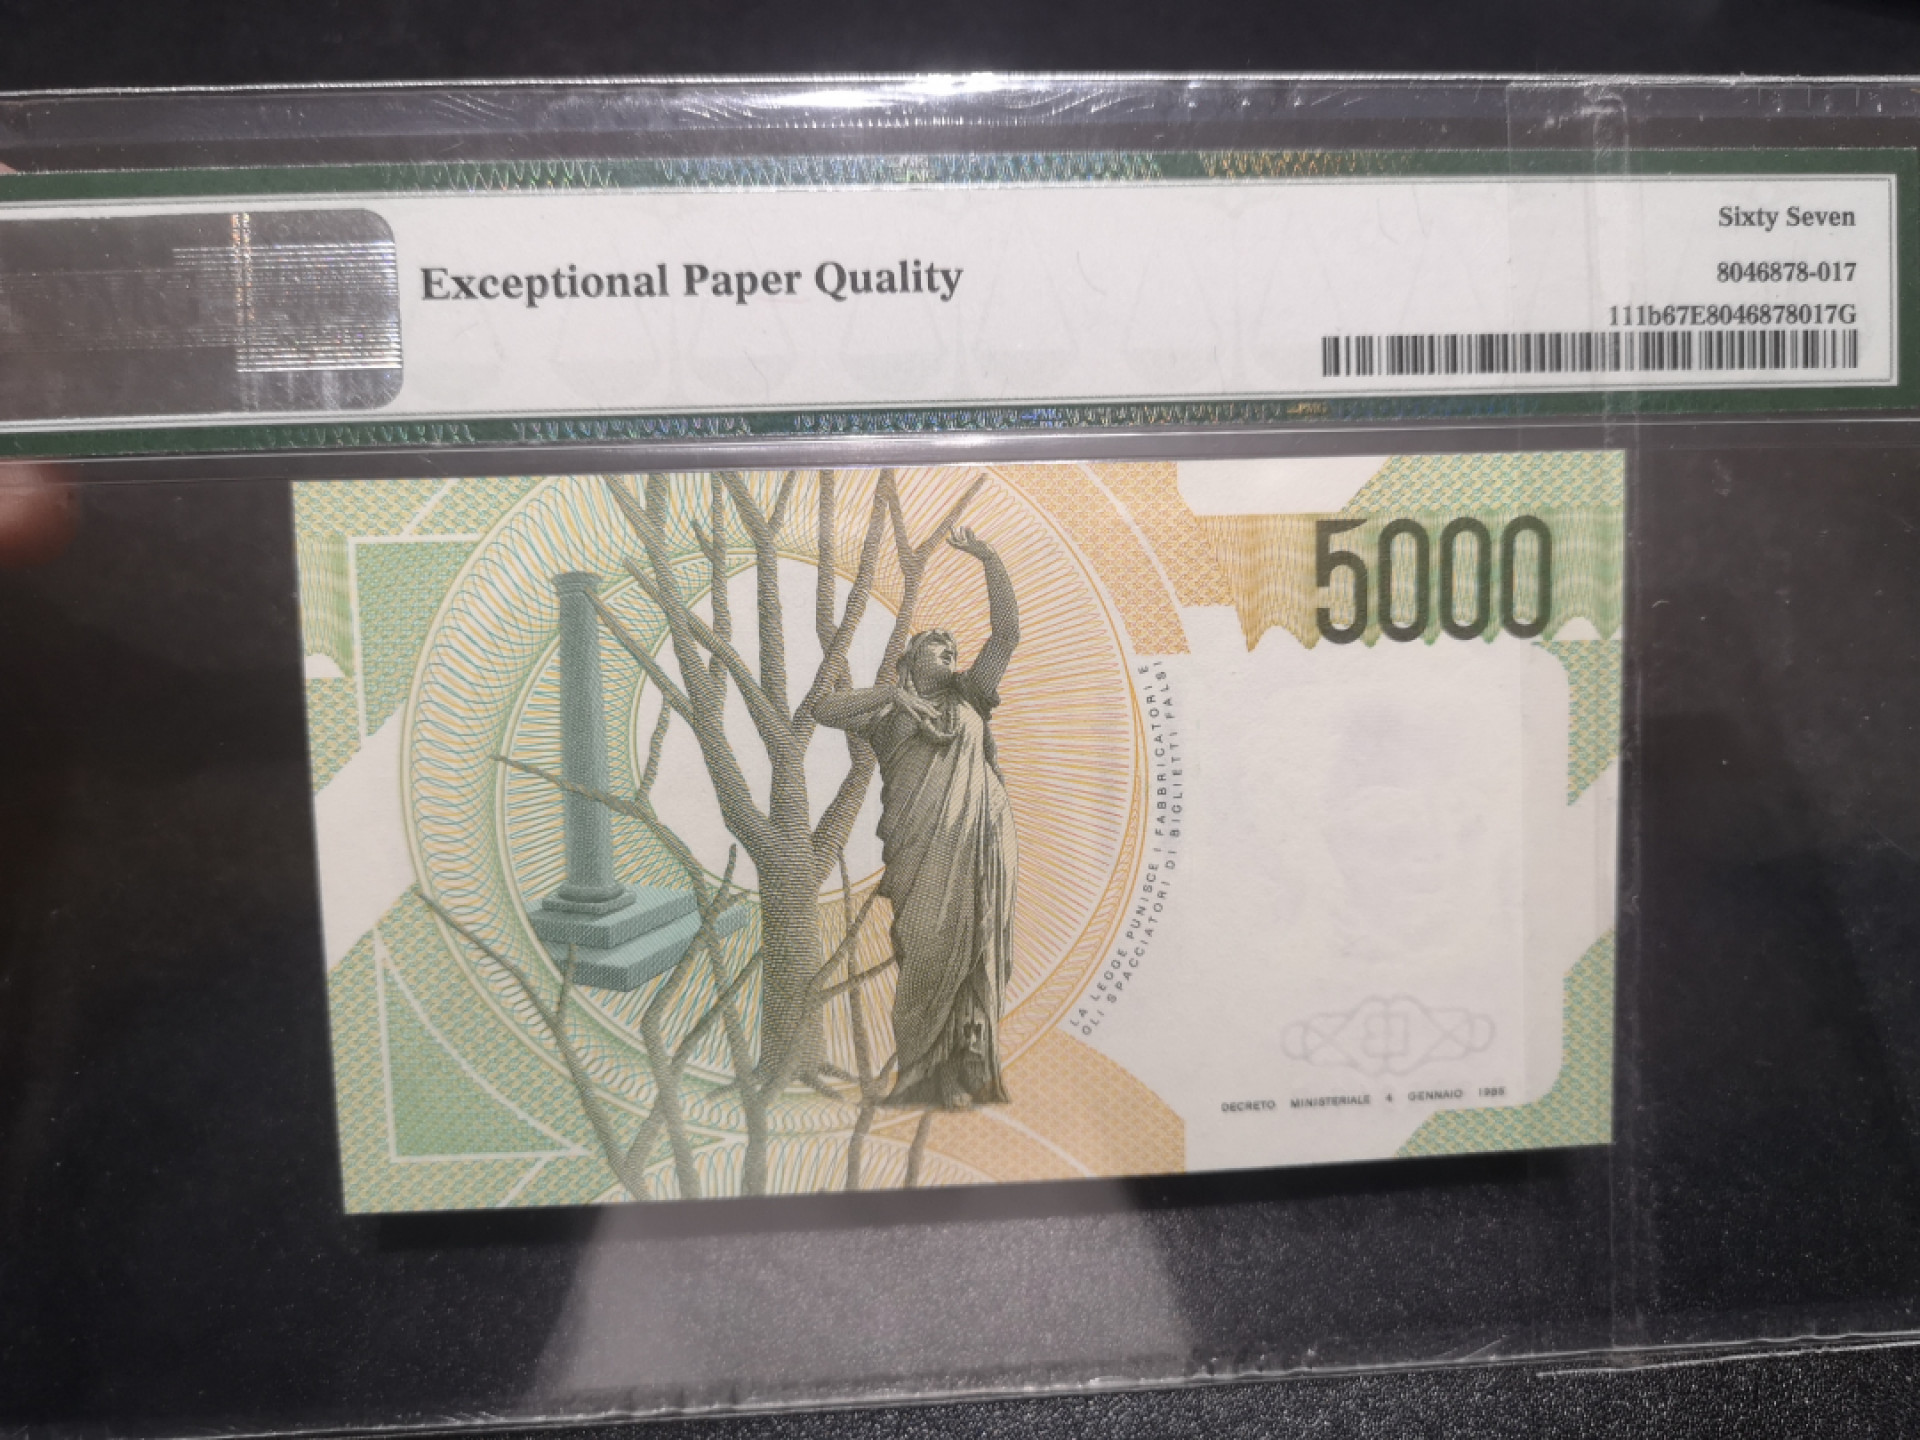 Sixty Seven
Exceptional Paper Quality
8046878-017
111b67E8046878017G
5000
LA LEGGE PUNISCE I FABBRICATORI E
GLI SPACCIATORI DI BIGLIETTI FALSI
DECRETO MINISTERIALE 4 GENNAIO 1985